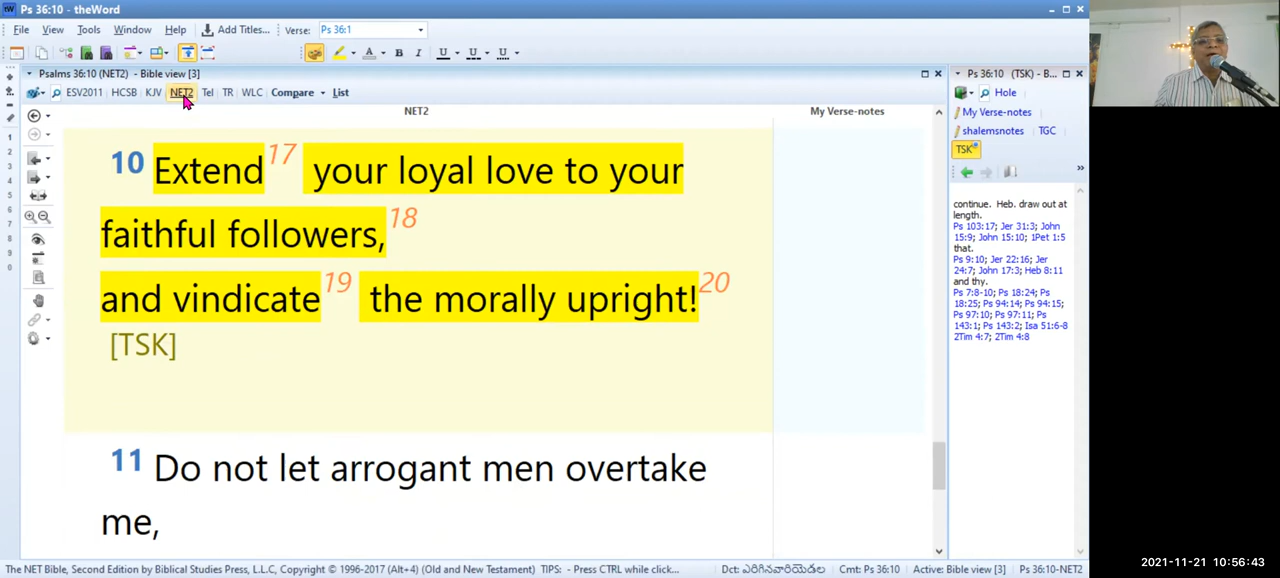 Ps 36:10 - theWord
File View Tools Window Help Add Titles... Verse: Ps 36:1
Psalms 36:10 (NET2) - Bible view [3]
ESV2011 HCSB KJV NET2 Tel TR WLC Compare List
NET2 My Verse-notes
10 Extend17 your loyal love to your
faithful followers,18
and vindicate19 the morally upright!20
[TSK]
11 Do not let arrogant men overtake
me,
Ps 36:10 (TSK) - B...
Hole
My Verse-notes
shalemsnotes TGC
TSK
continue. Heb. draw out at
length.
Ps 103:17; Jer 31:3; John
15:9; John 15:10; 1Pet 1:5
that.
Ps 9:10; Jer 22:16; Jer
24:7; John 17:3; Heb 8:11
and thy.
Ps 7:8-10; Ps 18:24; Ps
18:25; Ps 94:14; Ps 94:15;
Ps 97:10; Ps 97:11; Ps
143:1; Ps 143:2; Isa 51:6-8
2Tim 4:7; 2Tim 4:8
The NET Bible, Second Edition by Biblical Studies Press, L.L.C, Copyright © 1996-2017 (Alt+4) (Old and New Testament) TIPS: - Press CTRL while click... Dct: ఎరిగినవారియెడల Cmt: Ps 36:10 Active: Bible view [3] Ps 36:10-NET2
2021-11-21 10:56:43